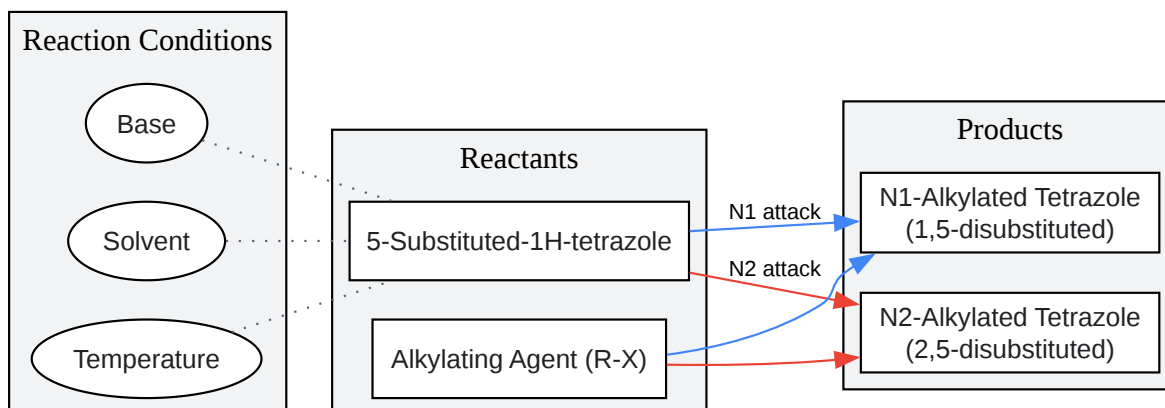 Reaction Conditions
Base
Solvent
Temperature
Reactants
5-Substituted-1H-tetrazole
Alkylating Agent (R-X)
N1 attack
N2 attack
Products
N1-Alkylated Tetrazole
(1,5-disubstituted)
N2-Alkylated Tetrazole
(2,5-disubstituted)